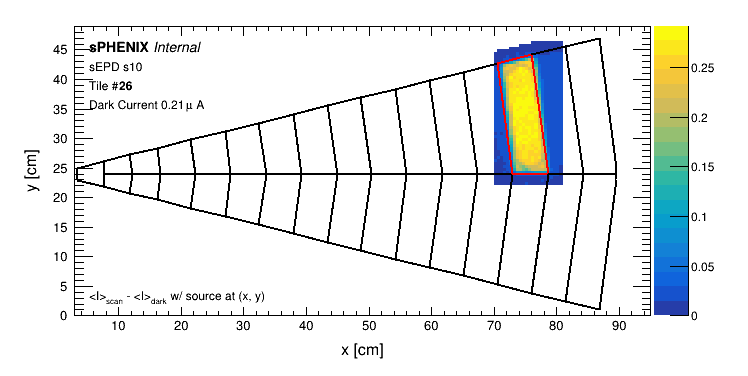 sPHENIX Internal
sEPD s10
Tile #26
Dark Current 0.21 μ A
<I>scan - <I>dark w/ source at (x, y)
y [cm]
45
40
35
30
25
20
15
10
5
0
10 20 30 40 50 60 70 80 90
x [cm]
0.25
0.2
0.15
0.1
0.05
0